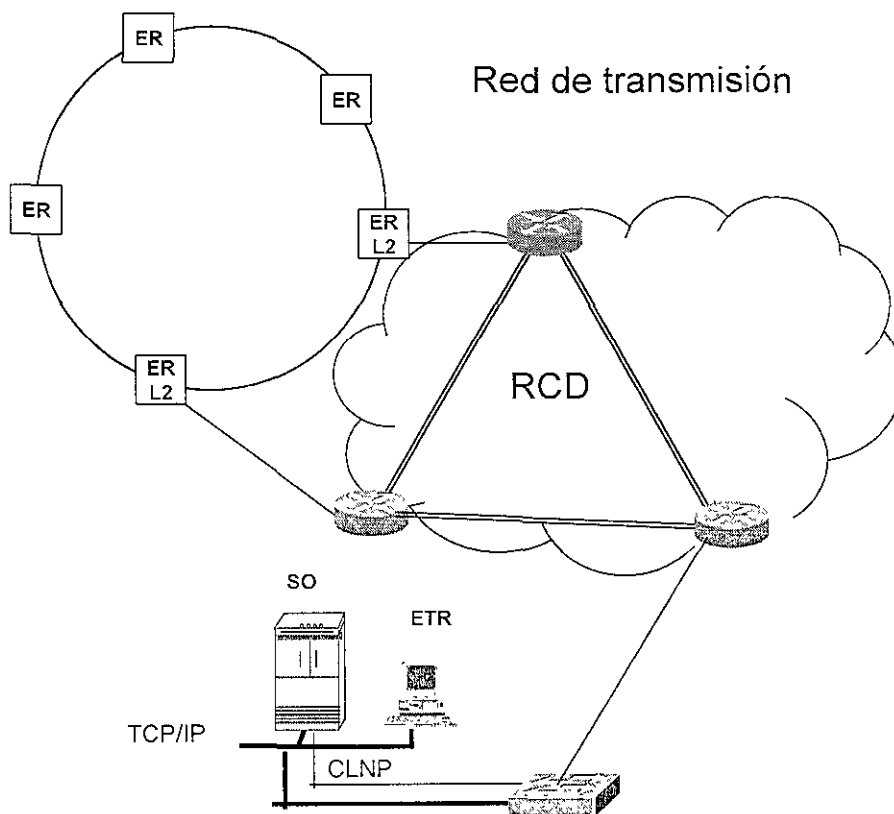 ER
ER
Red de transmisión
ER
ER
L2
ER
L2
RCD
SO
ETR
TCP/IP
CLNP